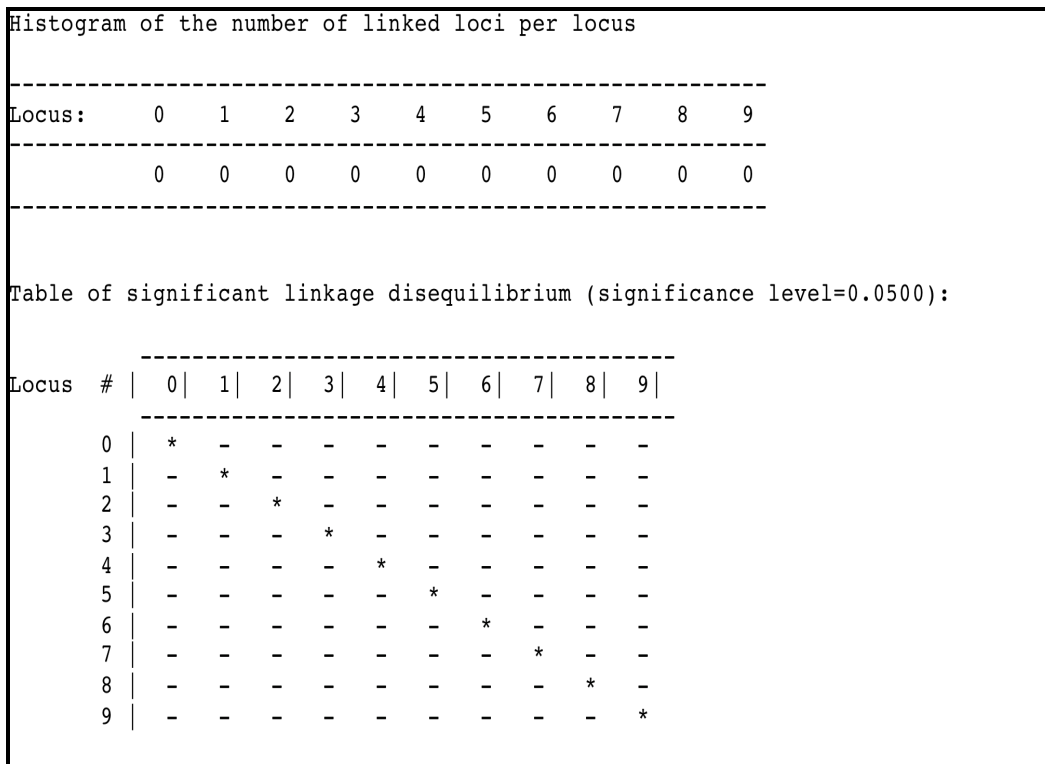 Histogram of the number of linked loci per locus
----------------------------------------------------------
Locus: 0 1 2 3 4 5 6 7 8 9
----------------------------------------------------------
0 0 0 0 0 0 0 0 0 0
----------------------------------------------------------
Table of significant linkage disequilibrium (significance level=0.0500):
-----------------------------------------
Locus # | 0| 1| 2| 3| 4| 5| 6| 7| 8| 9|
-----------------------------------------
0 | * - - - - - - - - -
1 | - * - - - - - - - -
2 | - - * - - - - - - -
3 | - - - * - - - - - -
4 | - - - - * - - - - -
5 | - - - - - * - - - -
6 | - - - - - - * - - -
7 | - - - - - - - * - -
8 | - - - - - - - - * -
9 | - - - - - - - - - *